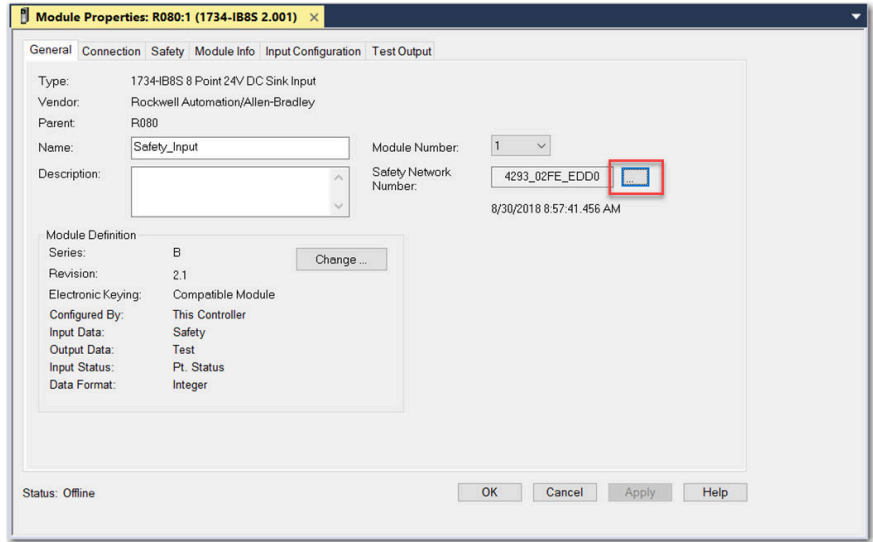 Module Properties: R080:1 (1734-IB8S 2.001) ×
General Connection Safety Module Info Input Configuration Test Output
Type: 1734-IB8S 8 Point 24V DC Sink Input
Vendor: Rockwell Automation/Allen-Bradley
Parent: R080
Name: Safety_Input Module Number: 1
Description: Safety Network
Number: 4293_02FE_EDD0 ...
8/30/2018 8:57:41.456 AM
Module Definition
Series: B Change ...
Revision: 2.1
Electronic Keying: Compatible Module
Configured By: This Controller
Input Data: Safety
Output Data: Test
Input Status: Pt. Status
Data Format: Integer
Status: Offline OK Cancel Apply Help